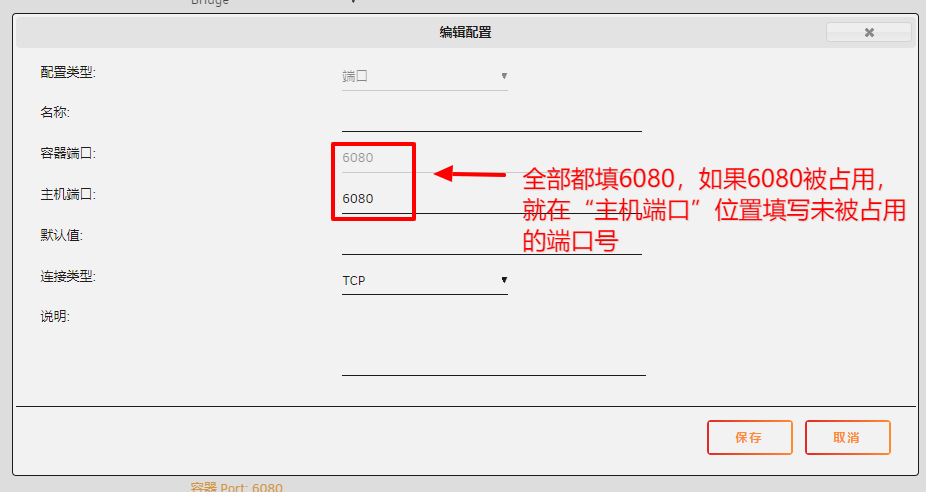 Bridge
编辑配置
配置类型:
端口
名称:
容器端口:
6080
主机端口:
6080
全部都填6080，如果6080被占用，
就在“主机端口”位置填写未被占用
的端口号
默认值:
连接类型:
TCP
说明:
保存
取消
容器 Port: 6080